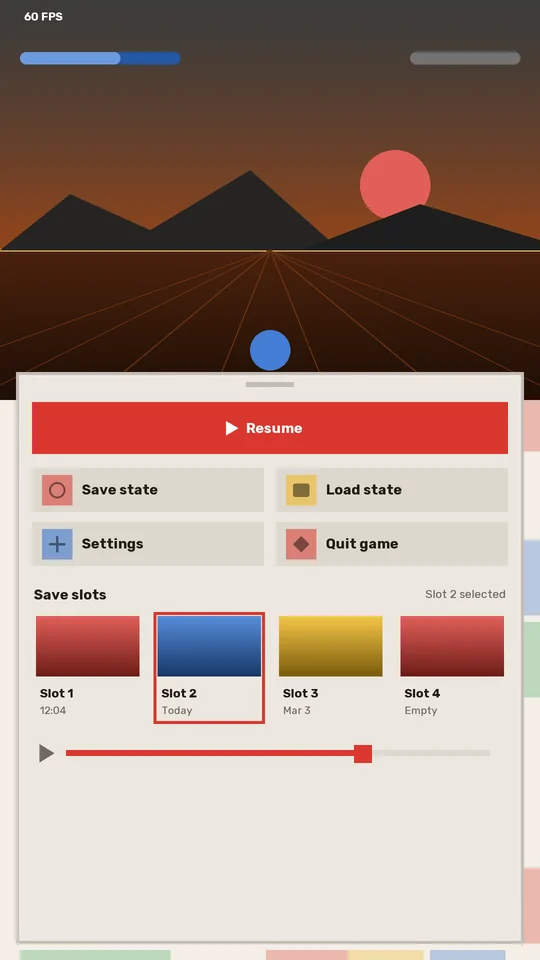 60 FPS
Resume
Save state
Load state
Settings
Quit game
Save slots
Slot 2 selected
Slot 1
12:04
Slot 2
Today
Slot 3
Mar 3
Slot 4
Empty